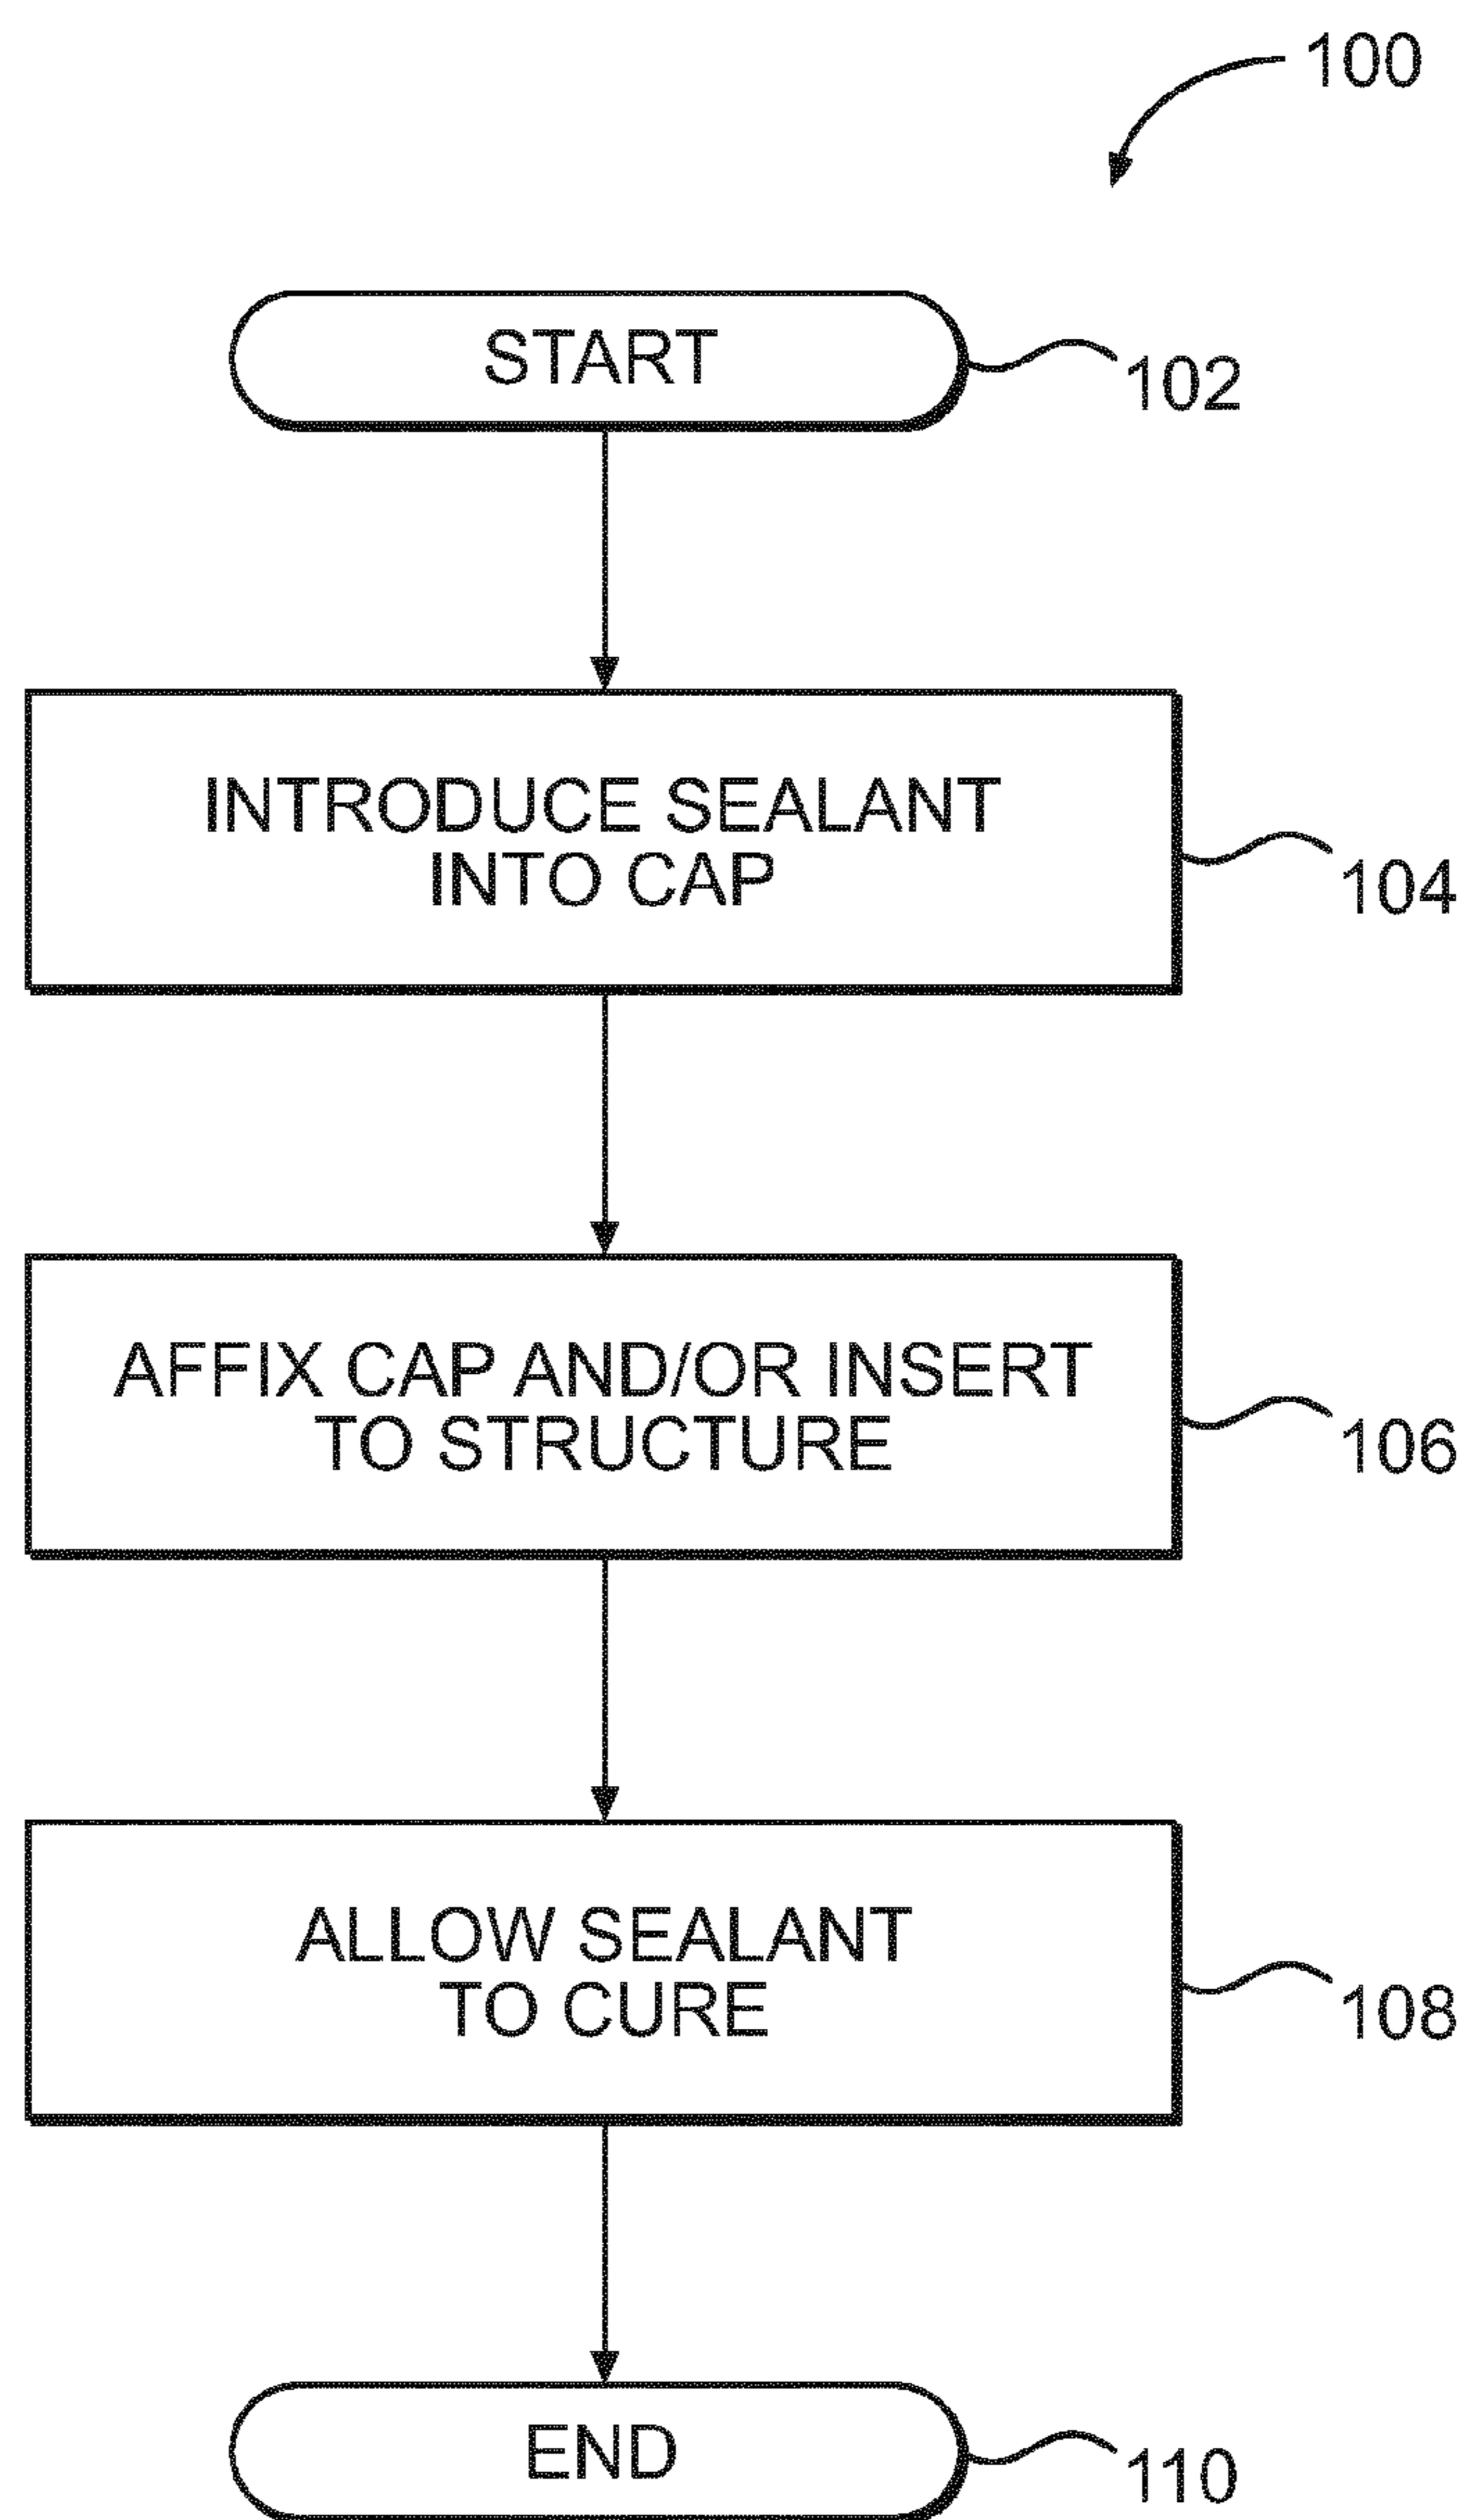 100
START
102
INTRODUCE SEALANT
INTO CAP
104
AFFIX CAP AND/OR INSERT
TO STRUCTURE
106
ALLOW SEALANT
TO CURE
108
END
110